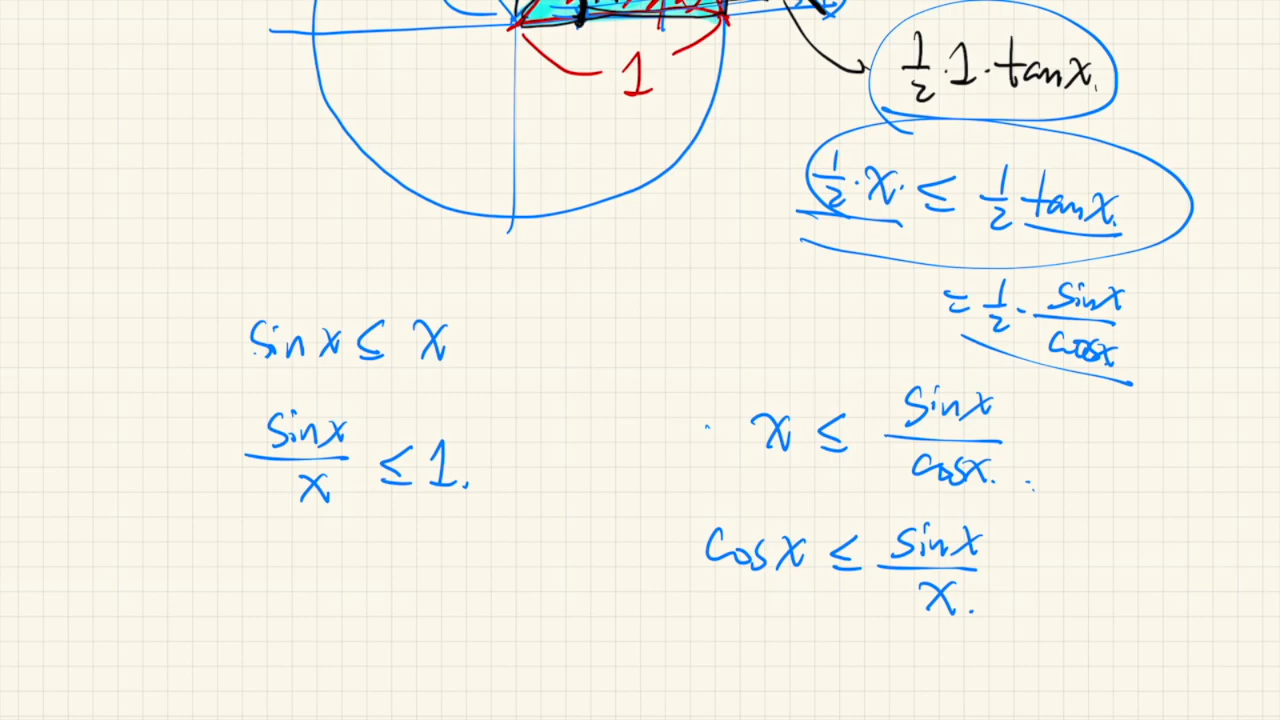 1
1/2 · 1 · tan x.
1/2 · x · ≤ 1/2 tan x.
= 1/2 · sin x / cos x
sin x ≤ x
sin x / x ≤ 1.
x ≤ sin x / cos x.
cos x ≤ sin x / x.